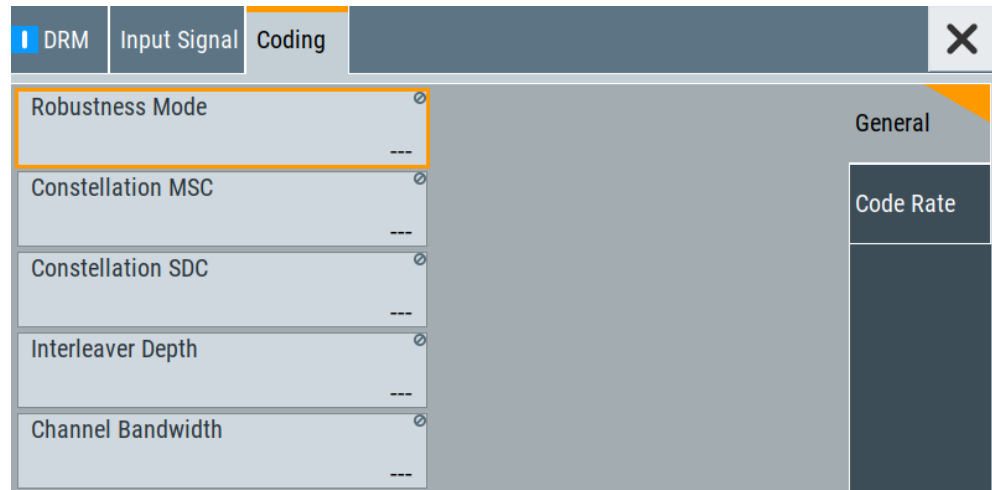 DRM
Input Signal
Coding
Robustness Mode
---
General
Constellation MSC
---
Code Rate
Constellation SDC
---
Interleaver Depth
---
Channel Bandwidth
---